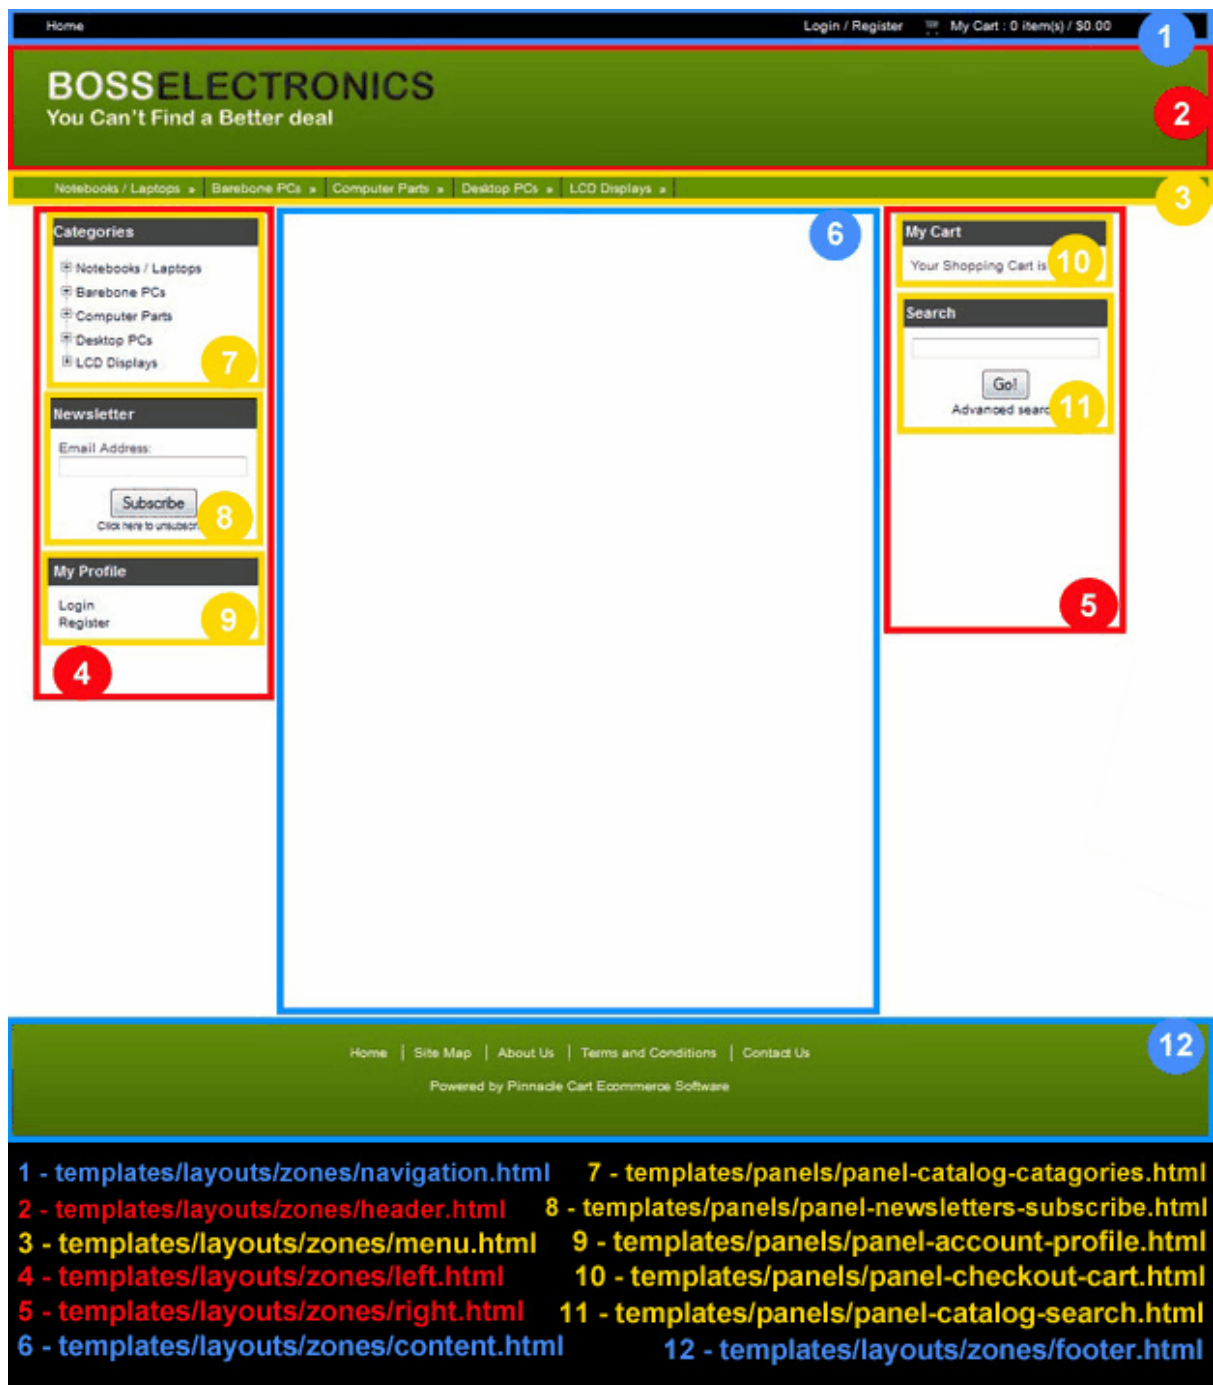 Home Login / Register My Cart : 0 item(s) / $0.00
1
BOSSELECTRONICS
You Can't Find a Better deal
2
Notebooks / Laptops » Barebone PCs » Computer Parts » Desktop PCs » LCD Displays »
3
Categories
Notebooks / Laptops
Barebone PCs
Computer Parts
Desktop PCs
LCD Displays
7
Newsletter
Email Address:
Subscribe
Click here to
8
My Profile
Login
Register
9
4
6
My Cart
Your Shopping Cart is
10
Search
Go!
Advanced
11
5
Home | Site Map | About Us | Terms and Conditions | Contact Us
Powered by Pinnacle Cart Ecommerce Software
12
1 - templates/layouts/zones/navigation.html
2 - templates/layouts/zones/header.html
3 - templates/layouts/zones/menu.html
4 - templates/layouts/zones/left.html
5 - templates/layouts/zones/right.html
6 - templates/layouts/zones/content.html
7 - templates/panels/panel-catalog-catagories.html
8 - templates/panels/panel-newsletters-subscribe.html
9 - templates/panels/panel-account-profile.html
10 - templates/panels/panel-checkout-cart.html
11 - templates/panels/panel-catalog-search.html
12 - templates/layouts/zones/footer.html